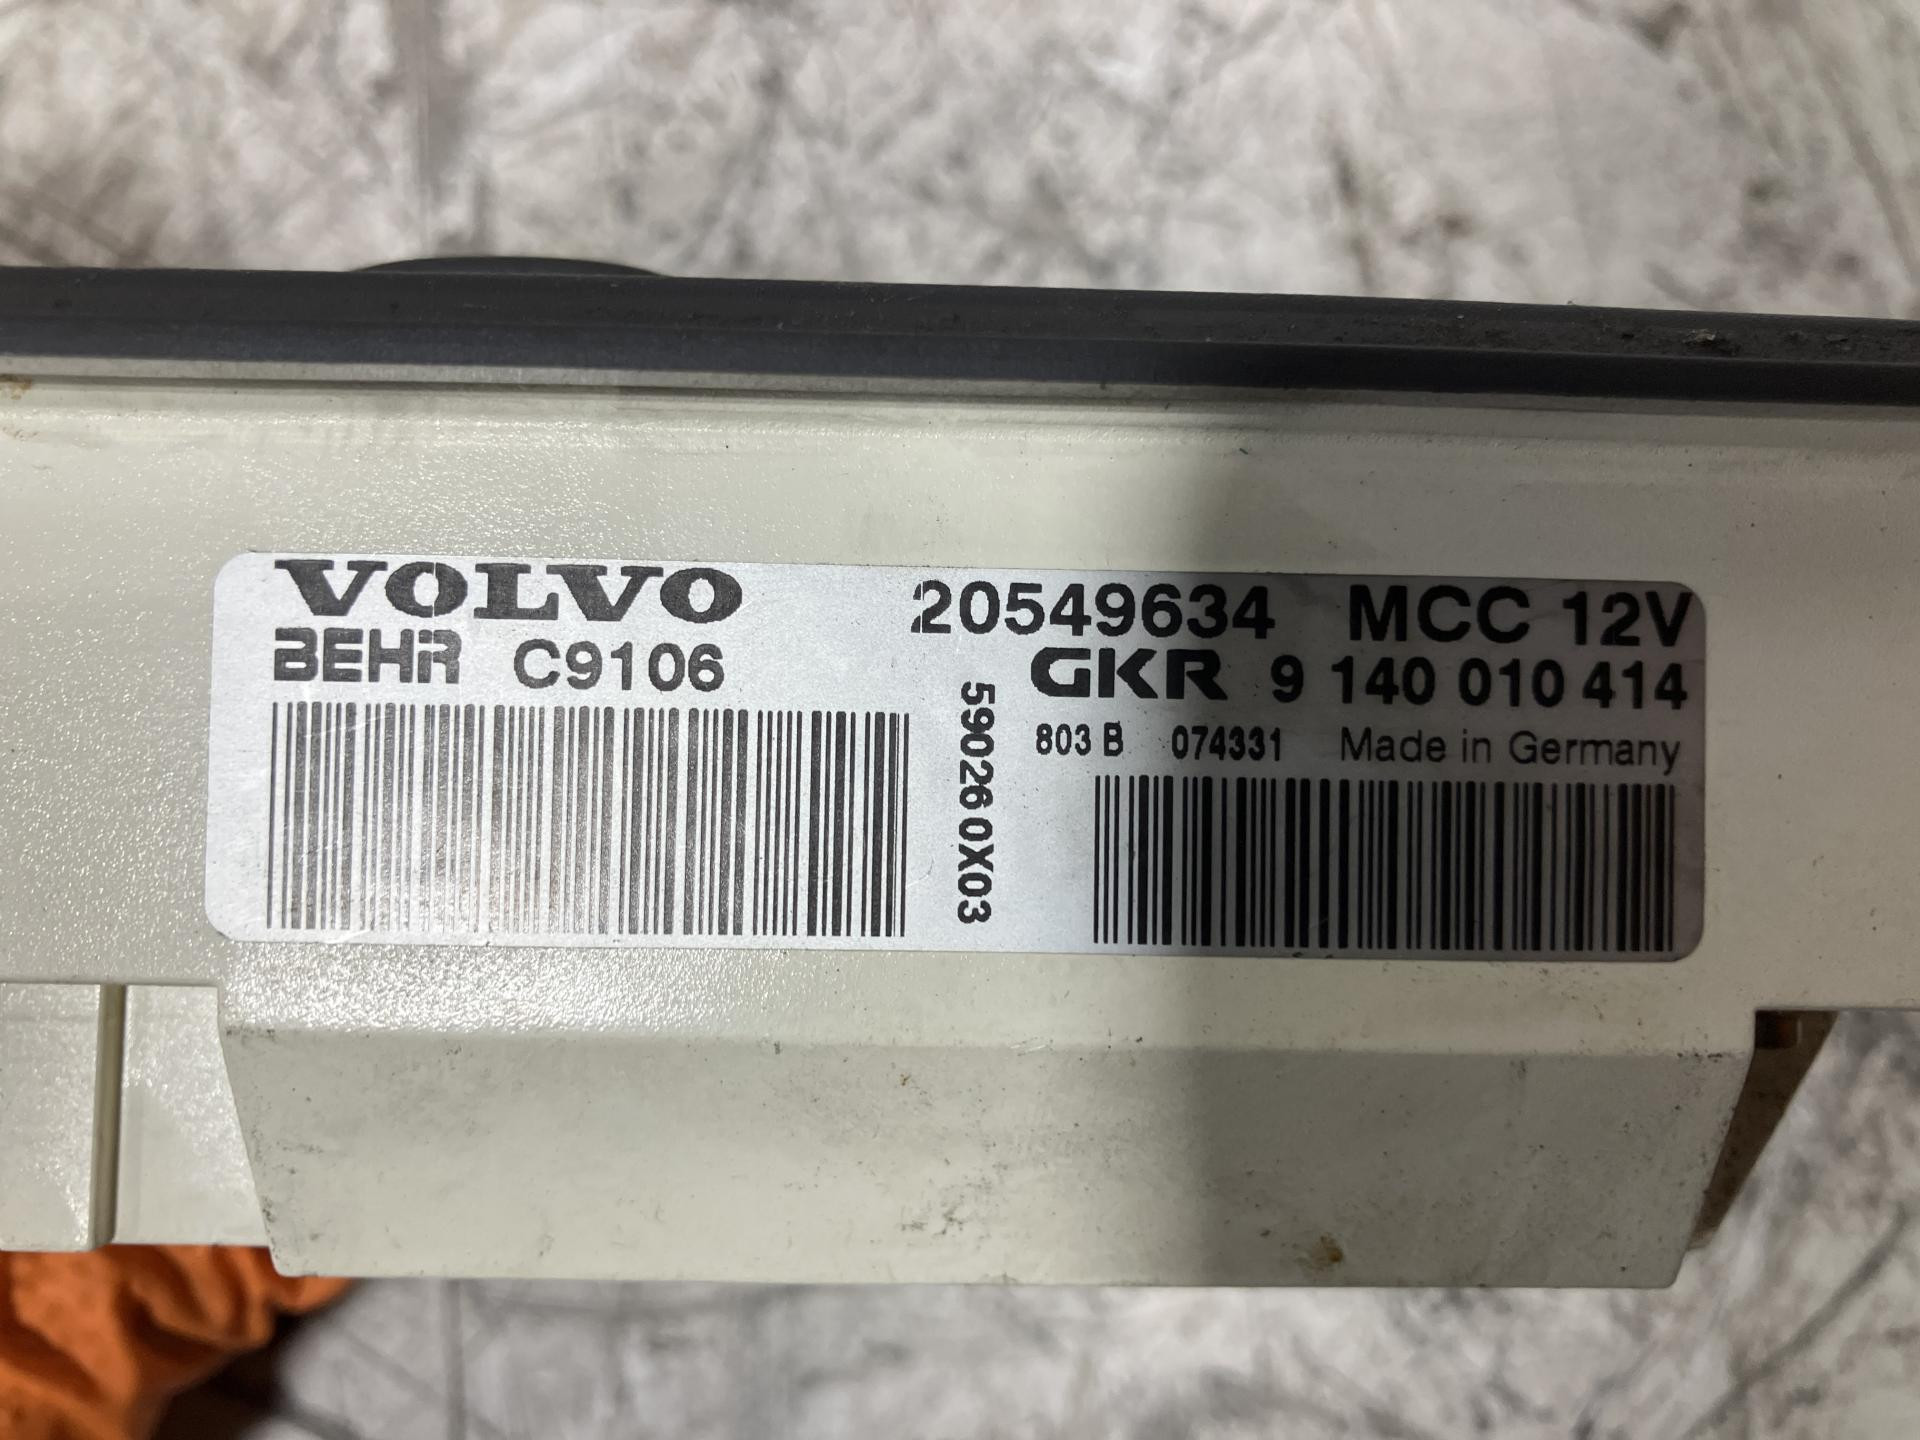 VOLVO 20549634 MCC 12V
BEHR C9106 GKR 9 140 010 414
803 B 074331 Made in Germany
590260X03